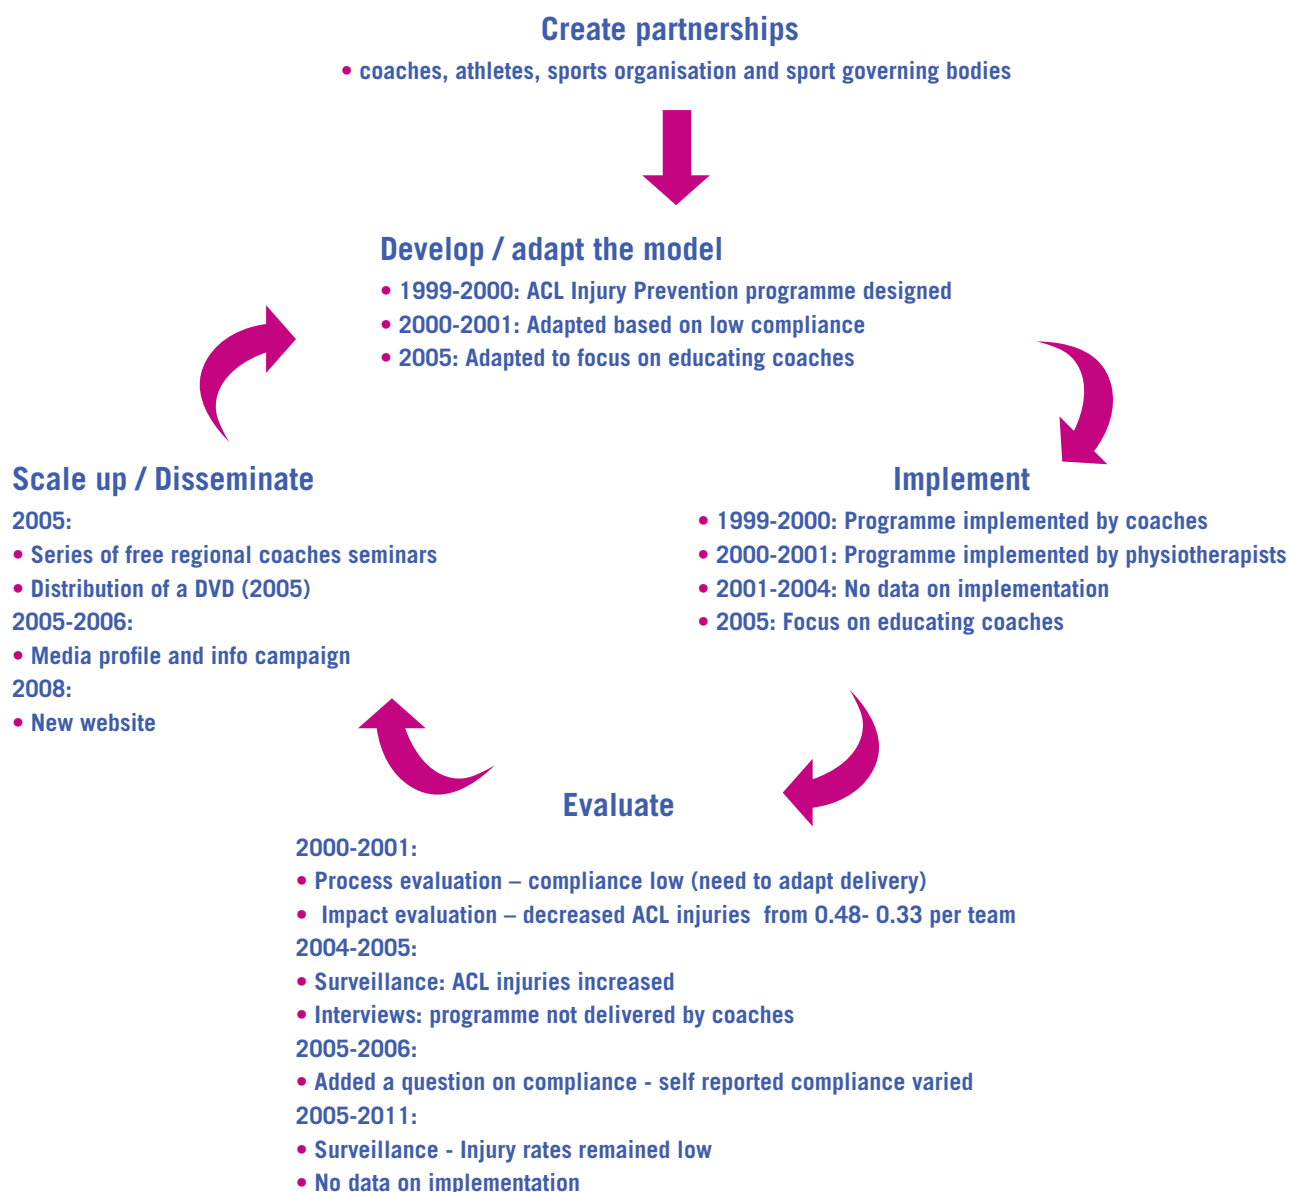 Create partnerships
• coaches, athletes, sports organisation and sport governing bodies
Develop / adapt the model
• 1999-2000: ACL Injury Prevention programme designed
• 2000-2001: Adapted based on low compliance
• 2005: Adapted to focus on educating coaches
Implement
• 1999-2000: Programme implemented by coaches
• 2000-2001: Programme implemented by physiotherapists
• 2001-2004: No data on implementation
• 2005: Focus on educating coaches
Evaluate
2000-2001:
• Process evaluation – compliance low (need to adapt delivery)
• Impact evaluation – decreased ACL injuries from 0.48- 0.33 per team
2004-2005:
• Surveillance: ACL injuries increased
• Interviews: programme not delivered by coaches
2005-2006:
• Added a question on compliance - self reported compliance varied
2005-2011:
• Surveillance - Injury rates remained low
• No data on implementation
Scale up / Disseminate
2005:
• Series of free regional coaches seminars
• Distribution of a DVD (2005)
2005-2006:
• Media profile and info campaign
2008:
• New website